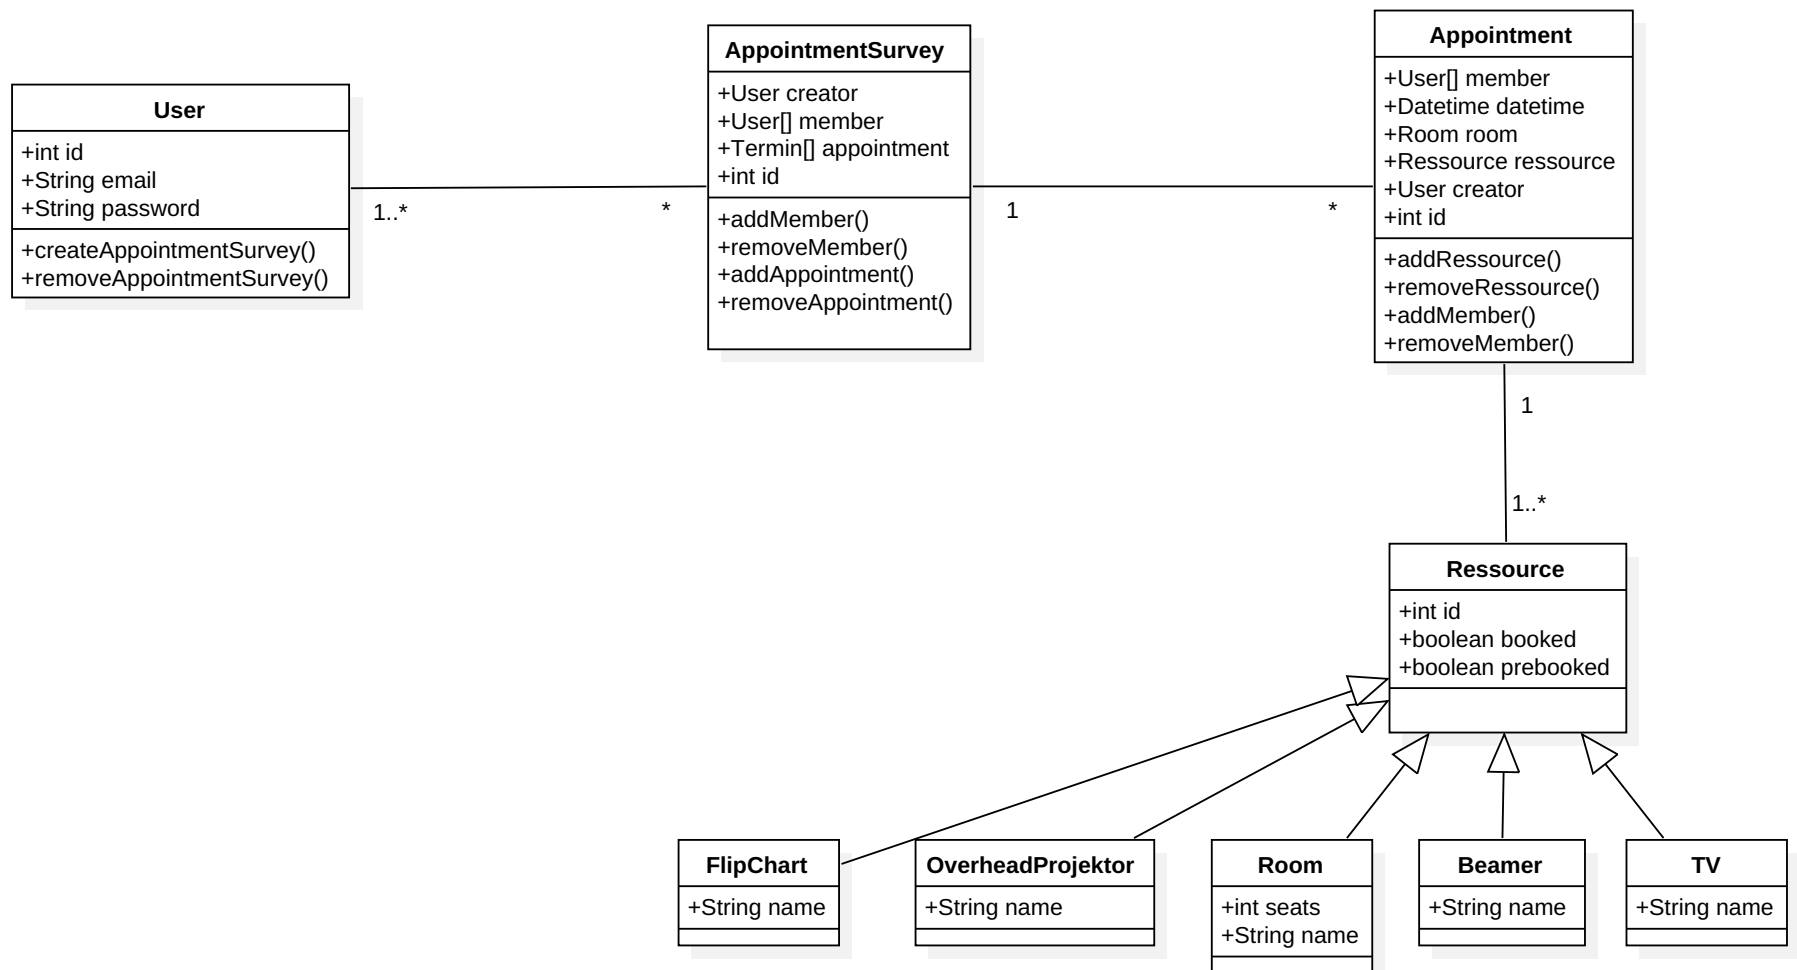 User
+int id
+String email
+String password
+createAppointmentSurvey()
+removeAppointmentSurvey()
1..*
*
AppointmentSurvey
+User creator
+User[] member
+Termin[] appointment
+int id
+addMember()
+removeMember()
+addAppointment()
+removeAppointment()
1
*
Appointment
+User[] member
+Datetime datetime
+Room room
+Ressource ressource
+User creator
+int id
+addRessource()
+removeRessource()
+addMember()
+removeMember()
1
1..*
Ressource
+int id
+boolean booked
+boolean prebooked
FlipChart
+String name
OverheadProjektor
+String name
Room
+int seats
+String name
Beamer
+String name
TV
+String name